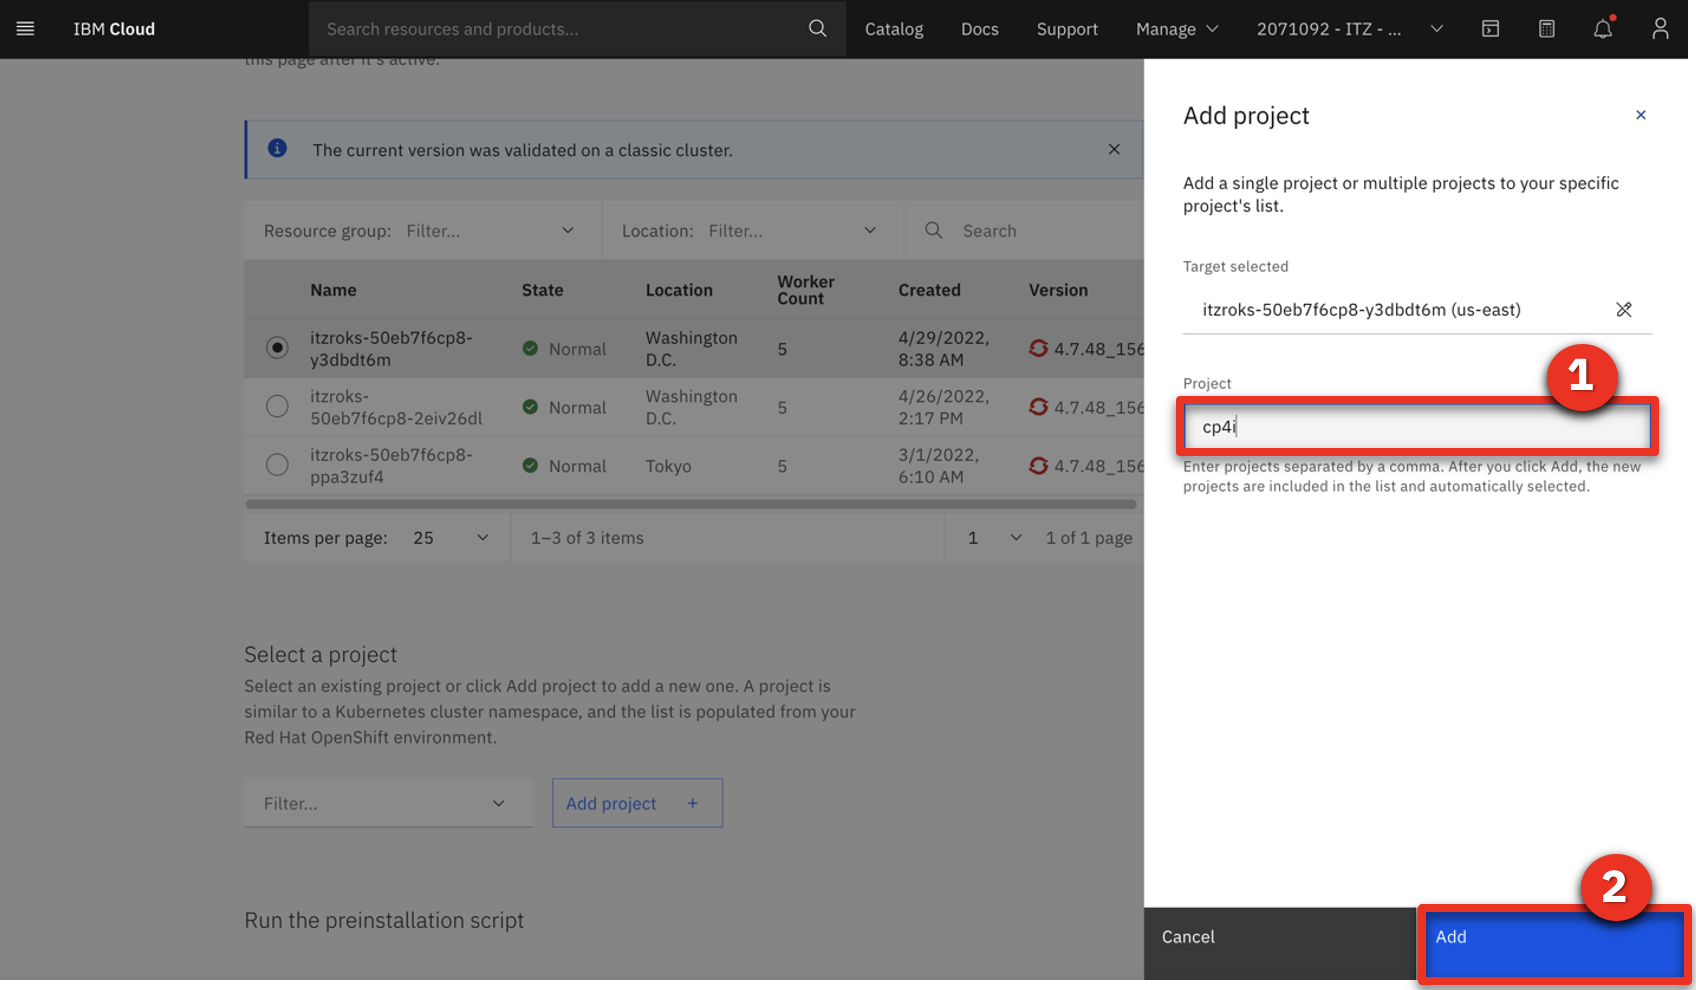 IBM Cloud
Search resources and products...
Catalog
Docs
Support
Manage
2071092 - ITZ - ...
this page after it's active.
The current version was validated on a classic cluster.
Resource group: Filter...
Location: Filter...
Search
Name
State
Location
Worker
Count
Created
Version
itzroks-50eb7f6cp8-
y3dbdt6m
Normal
Washington
D.C.
5
4/29/2022,
8:38 AM
4.7.48_156
itzroks-
50eb7f6cp8-2eiv26dl
Normal
Washington
D.C.
5
4/26/2022,
2:17 PM
4.7.48_156
itzroks-50eb7f6cp8-
ppa3zuf4
Normal
Tokyo
5
3/1/2022,
6:10 AM
4.7.48_156
Items per page: 25
1–3 of 3 items
1
1 of 1 page
Select a project
Select an existing project or click Add project to add a new one. A project is
similar to a Kubernetes cluster namespace, and the list is populated from your
Red Hat OpenShift environment.
Filter...
Add project +
Run the preinstallation script
Add project
Add a single project or multiple projects to your specific
project's list.
Target selected
itzroks-50eb7f6cp8-y3dbdt6m (us-east)
1
Project
cp4i
Enter projects separated by a comma. After you click Add, the new
projects are included in the list and automatically selected.
2
Cancel
Add